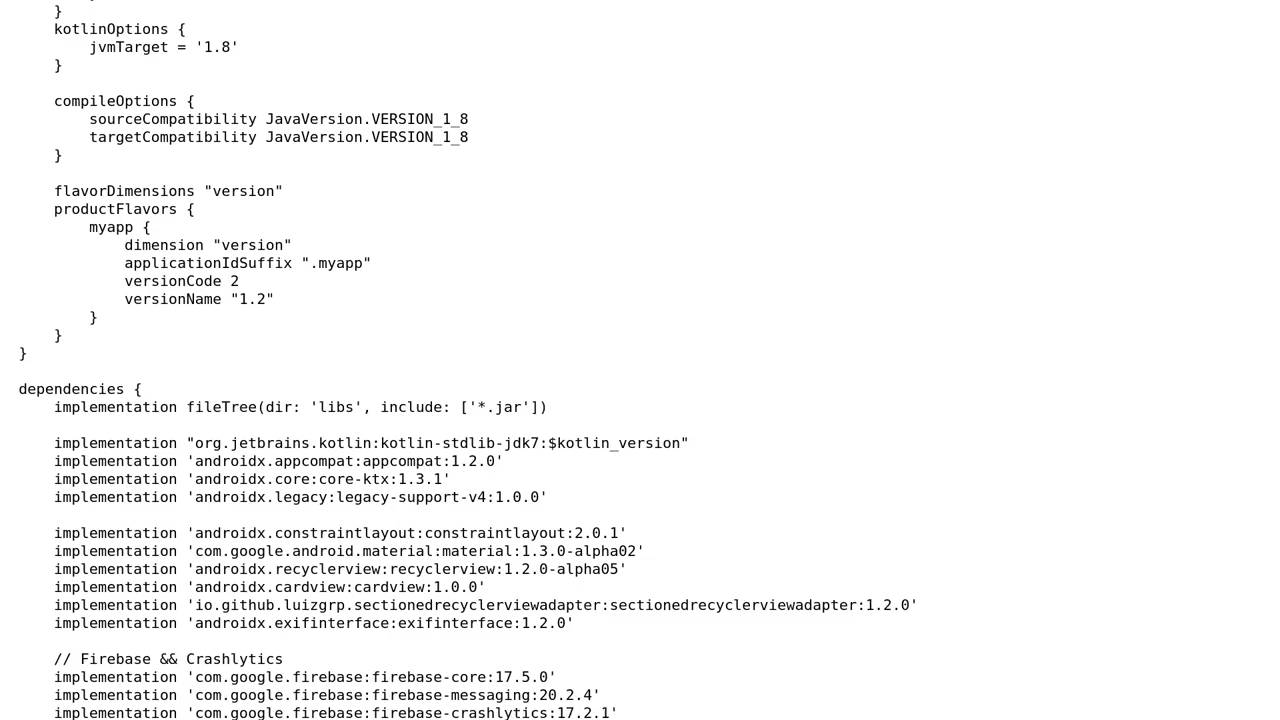 }
kotlinOptions {
jvmTarget = '1.8'
}
compileOptions {
sourceCompatibility JavaVersion.VERSION_1_8
targetCompatibility JavaVersion.VERSION_1_8
}
flavorDimensions "version"
productFlavors {
myapp {
dimension "version"
applicationIdSuffix ".myapp"
versionCode 2
versionName "1.2"
}
}
}
dependencies {
implementation fileTree(dir: 'libs', include: ['*.jar'])
implementation "org.jetbrains.kotlin:kotlin-stdlib-jdk7:$kotlin_version"
implementation 'androidx.appcompat:appcompat:1.2.0'
implementation 'androidx.core:core-ktx:1.3.1'
implementation 'androidx.legacy:legacy-support-v4:1.0.0'
implementation 'androidx.constraintlayout:constraintlayout:2.0.1'
implementation 'com.google.android.material:material:1.3.0-alpha02'
implementation 'androidx.recyclerview:recyclerview:1.2.0-alpha05'
implementation 'androidx.cardview:cardview:1.0.0'
implementation 'io.github.luizgrp.sectionedrecyclerviewadapter:sectionedrecyclerviewadapter:1.2.0'
implementation 'androidx.exifinterface:exifinterface:1.2.0'
// Firebase && Crashlytics
implementation 'com.google.firebase:firebase-core:17.5.0'
implementation 'com.google.firebase:firebase-messaging:20.2.4'
implementation 'com.google.firebase:firebase-crashlytics:17.2.1'